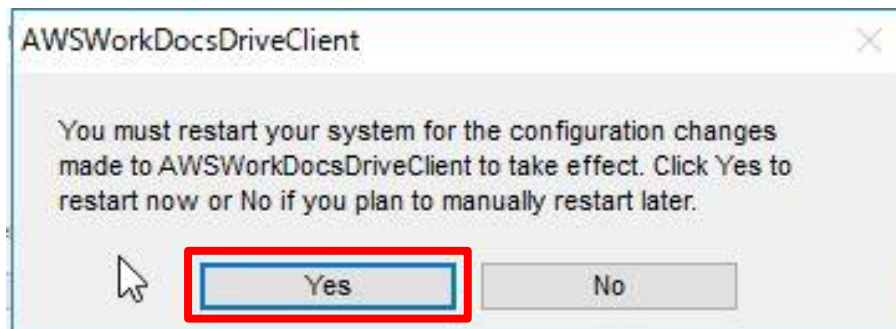 AWSWorkDocsDriveClient
You must restart your system for the configuration changes
made to AWSWorkDocsDriveClient to take effect. Click Yes to
restart now or No if you plan to manually restart later.
Yes
No